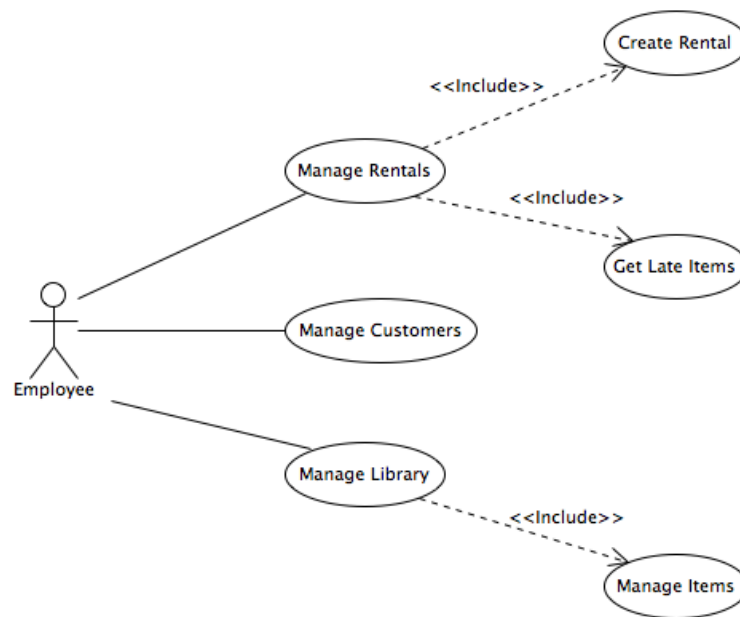 Create Rental
<<Include>>
Manage Rentals
<<Include>>
Get Late Items
Manage Customers
Employee
Manage Library
<<Include>>
Manage Items